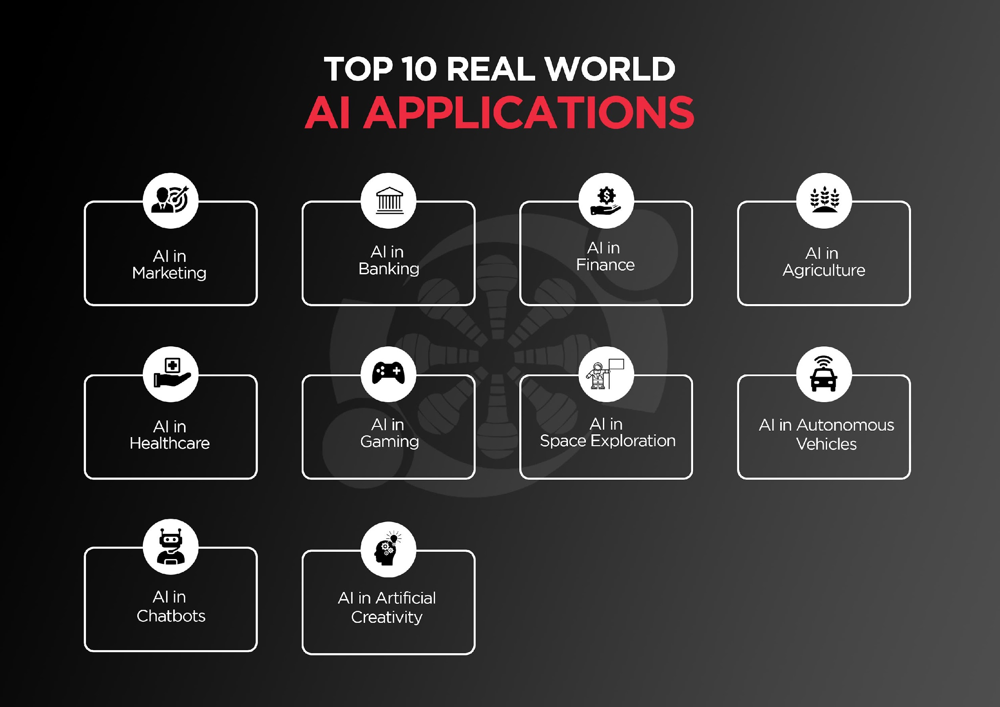 TOP 10 REAL WORLD
AI APPLICATIONS
AI in
Marketing
AI in
Banking
AI in
Finance
AI in
Agriculture
AI in
Healthcare
AI in
Gaming
AI in
Space Exploration
AI in Autonomous
Vehicles
AI in
Chatbots
AI in Artificial
Creativity